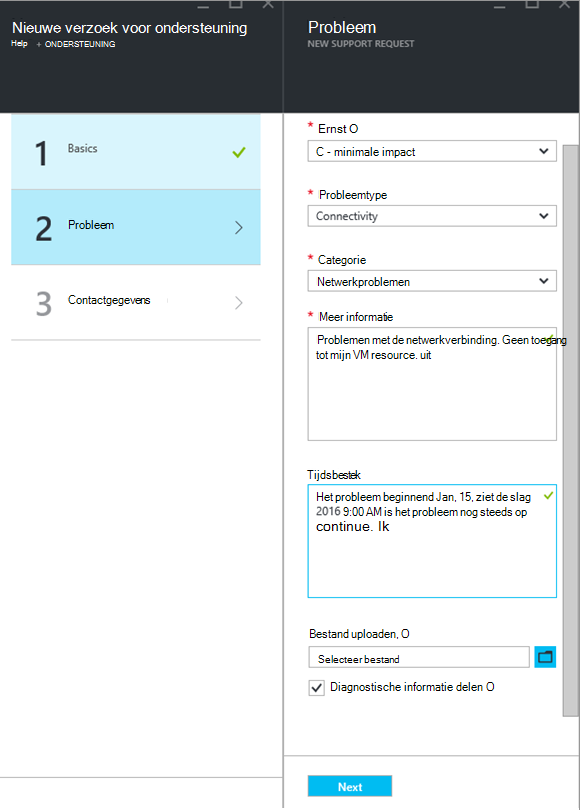 Nieuwe verzoek voor ondersteuning
Help + ONDERSTEUNING
1 Basics
2 Probleem
3 Contactgegevens
Probleem
NEW SUPPORT REQUEST
* Ernst O
C - minimale impact
* Probleemtype
Connectivity
* Categorie
Netwerkproblemen
* Meer informatie
Problemen met de netwerkverbinding. Geen toegang
tot mijn VM resource. uit
Tijdsbestek
Het probleem beginnend Jan, 15, ziet de slag
2016 9:00 AM is het probleem nog steeds op
continue. Ik
Bestand uploaden, O
Selecteer bestand
Diagnostische informatie delen O
Next